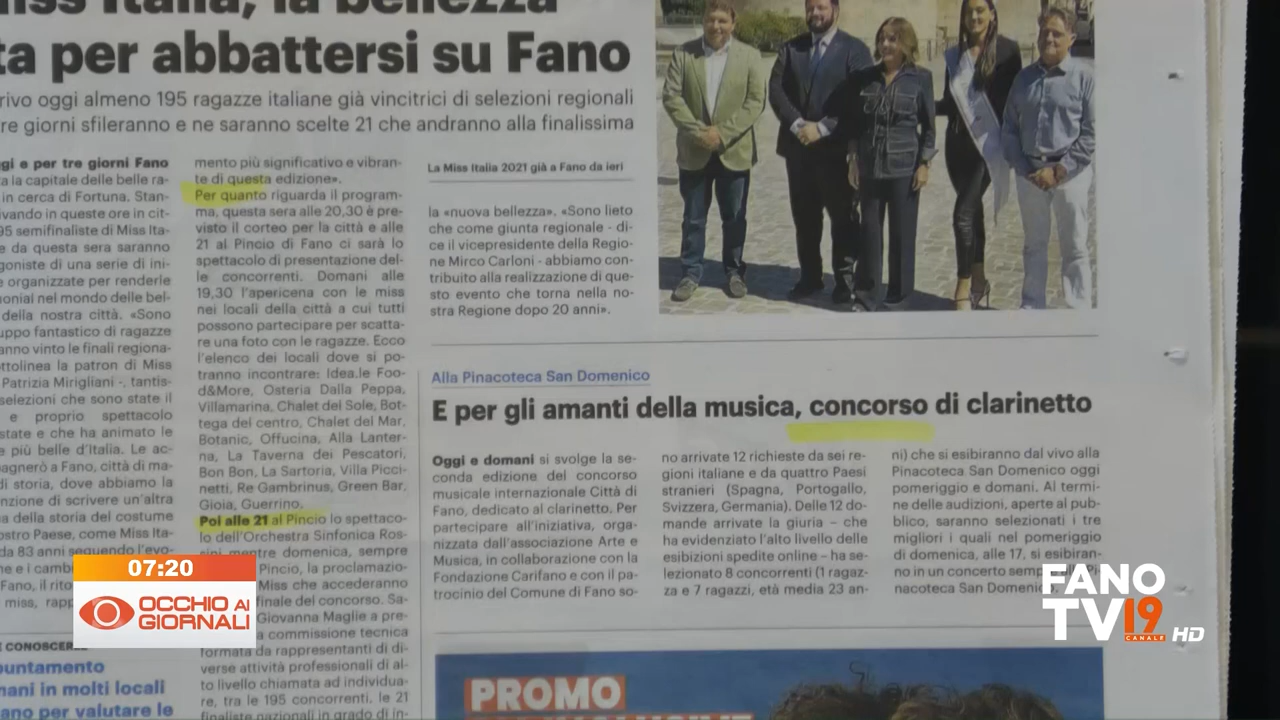 Miss Italia, la bellezza
ta per abbattersi su Fano
rivo oggi almeno 195 ragazze italiane già vincitrici di selezioni regionali
re giorni sfileranno e ne saranno scelte 21 che andranno alla finalissima
ggi e per tre giorni Fano
ta la capitale delle belle ra-
in cerca di Fortuna. Stan-
ivando in queste ore in cit-
95 semifinaliste di Miss Ita-
e da questa sera saranno
goniste di una serie di ini-
e organizzate per renderle
monial nel mondo delle bel-
della nostra città. «Sono
uppo fantastico di ragazze
anno vinto le finali regiona-
ottolinea la patron di Miss
Patrizia Mirigliani -, tantis-
selezioni che sono state il
e proprio spettacolo
state e che ha animato le
e più belle d'Italia. Le ac-
pagnerò a Fano, città di ma-
di storia, dove abbiamo la
nzione di scrivere un'altra
na della storia del costume
ostro Paese, come Miss Ita-
da 83 anni seguendo l'evo-
ne e i camb
Fano, il rito
miss, rapp
E CONOSCERE
puntamento
mani in molti locali
ano per valutare le
mento più significativo e vibran-
te di questa edizione».
Per quanto riguarda il program-
ma, questa sera alle 20,30 è pre-
visto il corteo per la città e alle
21 al Pincio di Fano ci sarà lo
spettacolo di presentazione del-
le concorrenti. Domani alle
19,30 l'apericena con le miss
nei locali della città a cui tutti
possono partecipare per scatta-
re una foto con le ragazze. Ecco
l'elenco dei locali dove si po-
tranno incontrare: Idea.le Foo-
d&More, Osteria Dalla Peppa,
Villamarina, Chalet del Sole, Bot-
tega del centro, Chalet del Mar,
Botanic, Offucina, Alla Lanter-
na, La Taverna dei Pescatori,
Bon Bon, La Sartoria, Villa Picci-
netti, Re Gambrinus, Green Bar,
Gioia, Guerrino.
Poi alle 21 al Pincio lo spettaco-
lo dell'Orchestra Sinfonica Ros-
sini mentre domenica, sempre
Pincio, la proclamazio-
Miss che accederanno
finale del concorso. Sa-
Giovanna Maglie a pre-
a commissione tecnica
formata da rappresentanti di di-
verse attività professionali di al-
to livello chiamata ad individua-
re, tra le 195 concorrenti, le 21
finaliste nazionali in grado di in-
La Miss Italia 2021 già a Fano da ieri
la «nuova bellezza». «Sono lieto
che come giunta regionale - di-
ce il vicepresidente della Regio-
ne Mirco Carloni - abbiamo con-
tribuito alla realizzazione di que-
sto evento che torna nella no-
stra Regione dopo 20 anni».
Alla Pinacoteca San Domenico
E per gli amanti della musica, concorso di clarinetto
Oggi e domani si svolge la se-
conda edizione del concorso
musicale internazionale Città di
Fano, dedicato al clarinetto. Per
partecipare all'iniziativa, orga-
nizzata dall'associazione Arte e
Musica, in collaborazione con la
Fondazione Carifano e con il pa-
trocinio del Comune di Fano so-
no arrivate 12 richieste da sei re-
gioni italiane e da quattro Paesi
stranieri (Spagna, Portogallo,
Svizzera, Germania). Delle 12 do-
mande arrivate la giuria – che
ha evidenziato l'alto livello delle
esibizioni spedite online – ha se-
lezionato 8 concorrenti (1 ragaz-
za e 7 ragazzi, età media 23 an-
ni) che si esibiranno dal vivo alla
Pinacoteca San Domenico oggi
pomeriggio e domani. Al termi-
ne delle audizioni, aperte al pub-
blico, saranno selezionati i tre
migliori i quali nel pomeriggio
di domenica, alle 17, si esibiran-
no in un concerto sempre alla Pi-
nacoteca San Domenico.
PROMO
07:20
OCCHIO AI
GIORNALI
FANO
TV19
CANALE
HD